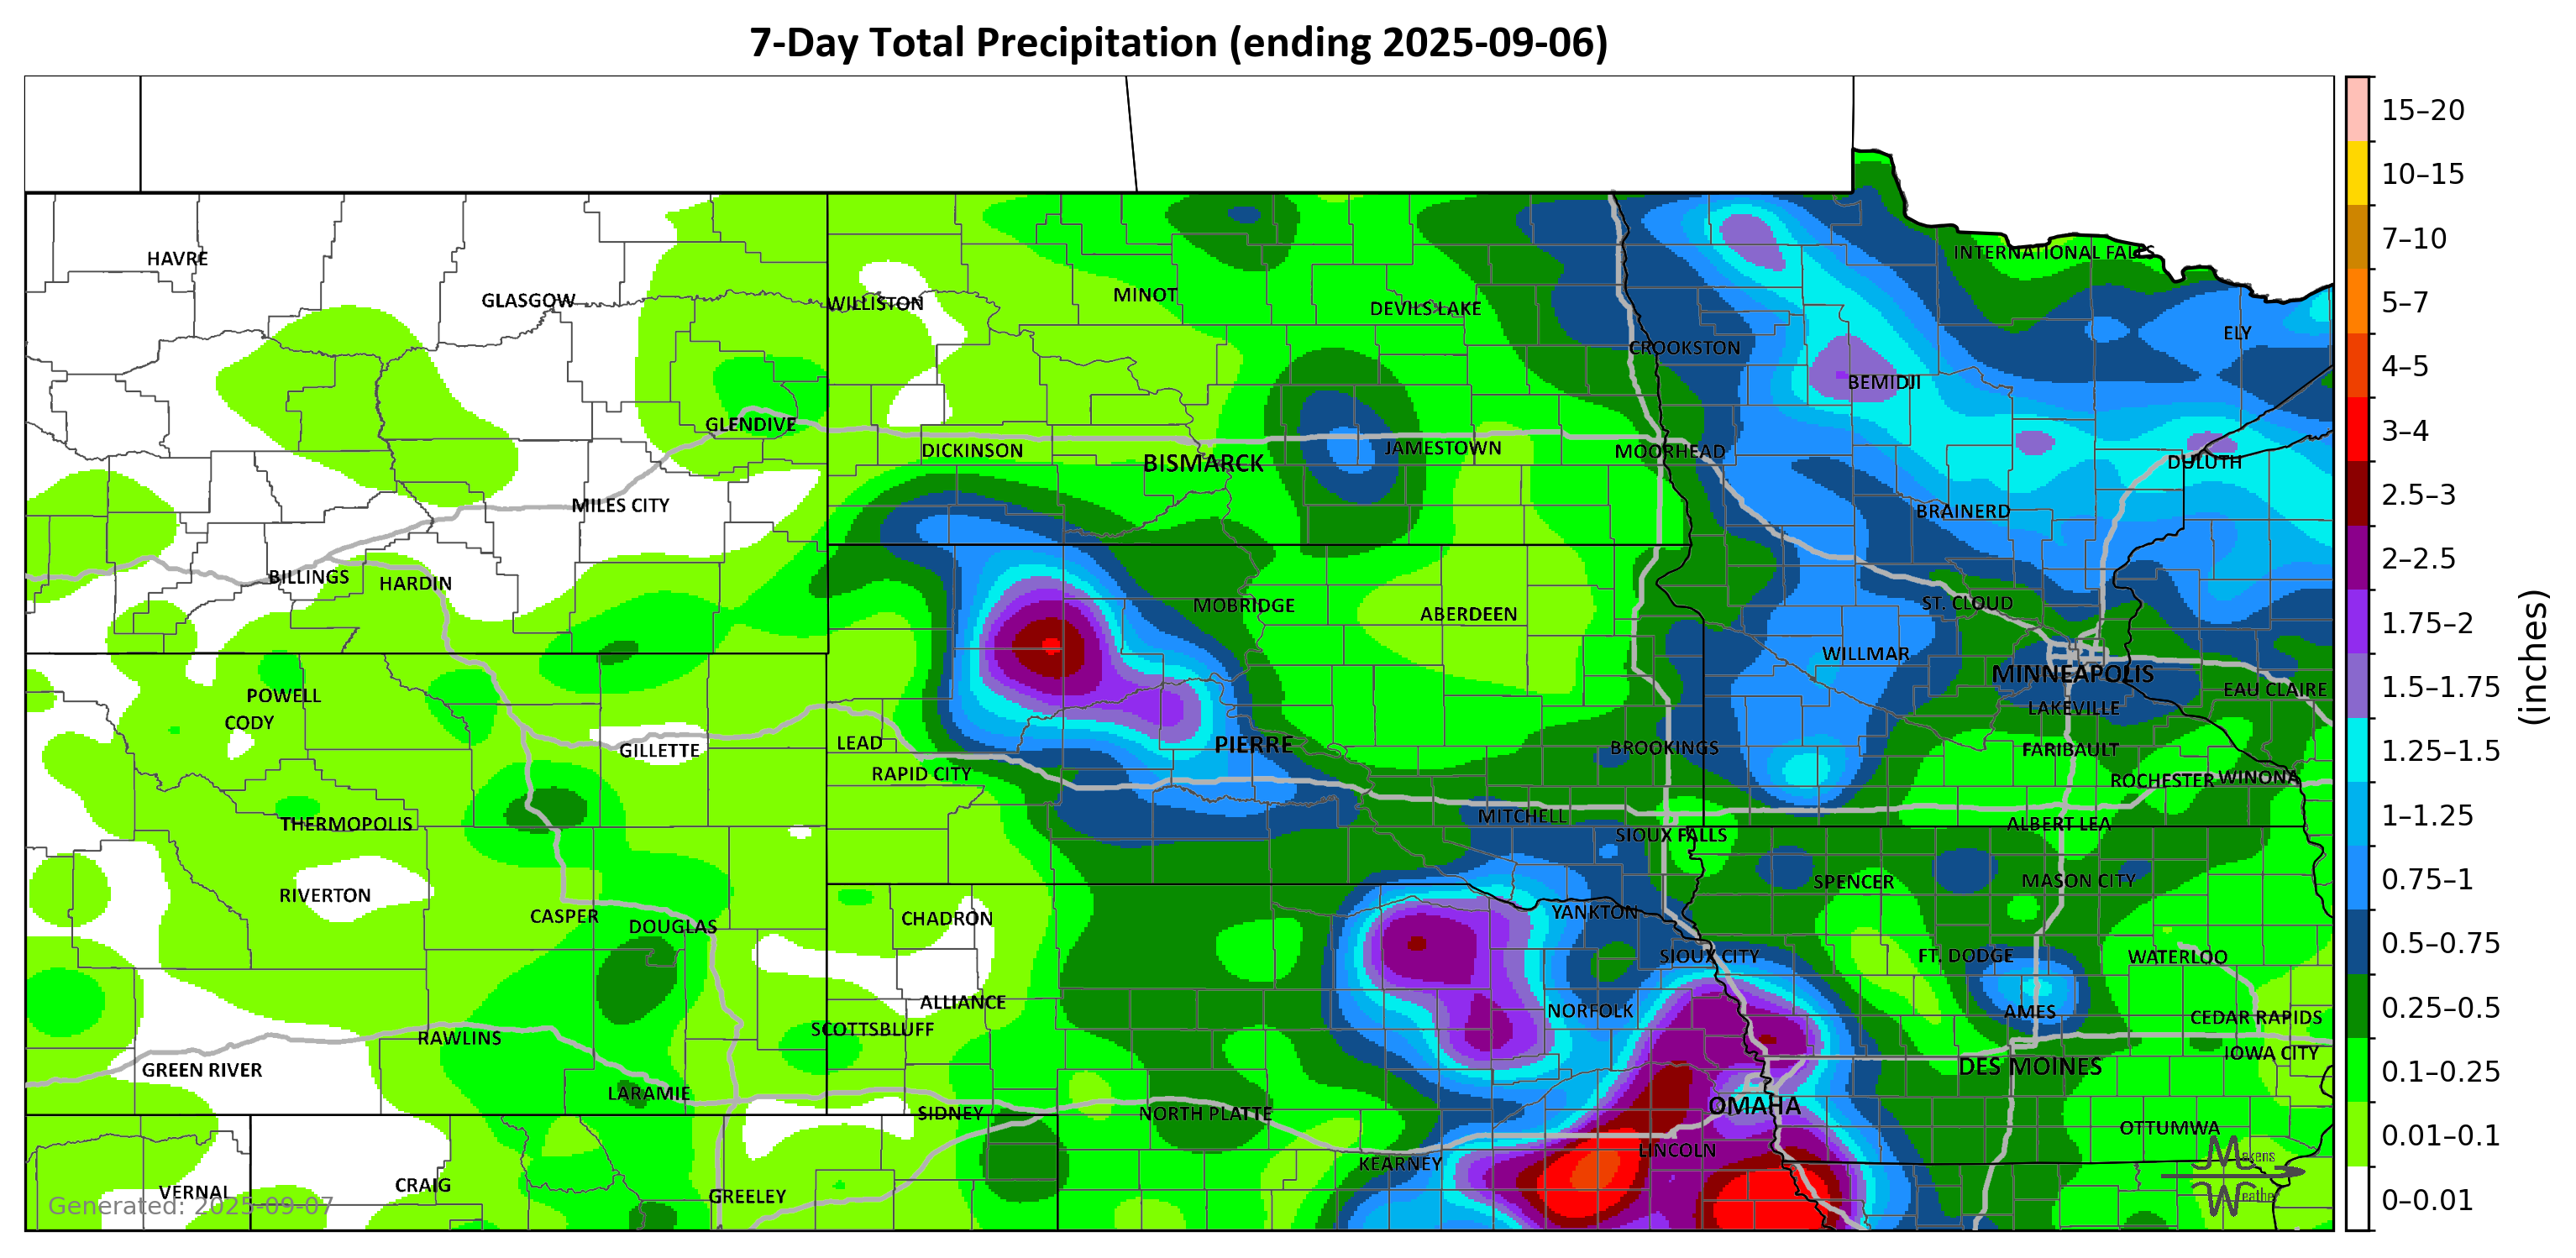 7-Day Total Precipitation (ending 2025-09-06)
15–20
10–15
7–10
5–7
4–5
3–4
2.5–3
2–2.5
1.75–2
1.5–1.75
1.25–1.5
1–1.25
0.75–1
0.5–0.75
0.25–0.5
0.1–0.25
0.01–0.1
0–0.01
(inches)
HAVRE
INTERNATIONAL FALLS
GLASGOW
WILLISTON
MINOT
DEVILS LAKE
ELY
CROOKSTON
BEMIDJI
GLENDIVE
DICKINSON
BISMARCK
JAMESTOWN
MOORHEAD
DULUTH
MILES CITY
BRAINERD
BILLINGS
HARDIN
MOBRIDGE
ABERDEEN
ST. CLOUD
WILLMAR
MINNEAPOLIS
POWELL
EAU CLAIRE
CODY
LAKEVILLE
GILLETTE
LEAD
PIERRE
BROOKINGS
FARIBAULT
RAPID CITY
ROCHESTER
WINONA
THERMOPOLIS
MITCHELL
SIOUX FALLS
ALBERT LEA
RIVERTON
SPENCER
MASON CITY
CASPER
DOUGLAS
CHADRON
YANKTON
SIOUX CITY
FT. DODGE
WATERLOO
ALLIANCE
NORFOLK
AMES
CEDAR RAPIDS
SCOTTSBLUFF
RAWLINS
GREEN RIVER
DES MOINES
IOWA CITY
LARAMIE
SIDNEY
NORTH PLATTE
OMAHA
OTTUMWA
LINCOLN
KEARNEY
VERNAL
CRAIG
GREELEY
Makens
Weather
Generated: 2025-09-07